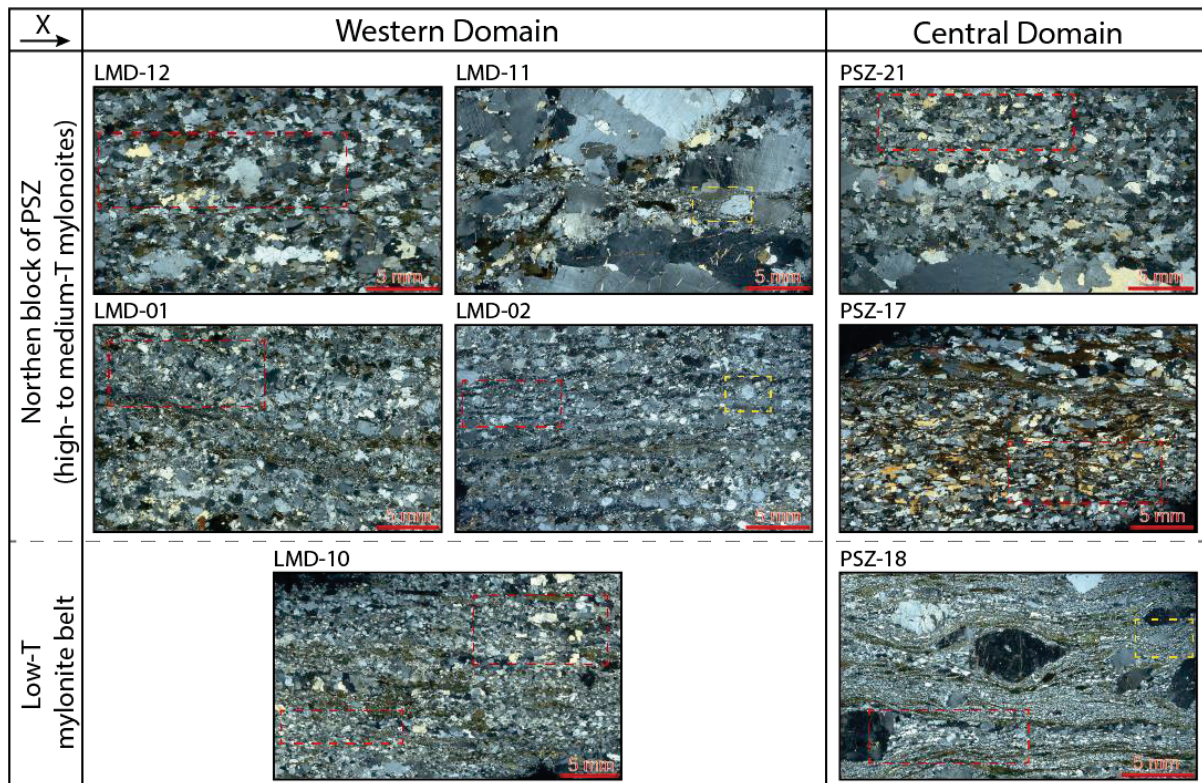 X
Western Domain
Central Domain
Northen block of PSZ
(high- to medium-T mylonoites)
LMD-12
LMD-11
PSZ-21
5 mm
5 mm
5 mm
LMD-01
LMD-02
PSZ-17
5 mm
5 mm
5 mm
Low-T
mylonite belt
LMD-10
PSZ-18
5 mm
5 mm